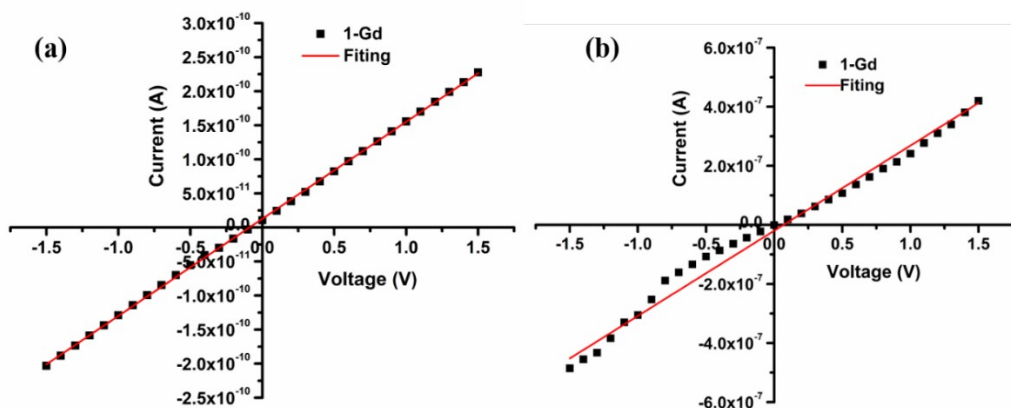 (a)
1-Gd
Fiting
Current (A)
3.0x10⁻¹⁰
2.5x10⁻¹⁰
2.0x10⁻¹⁰
1.5x10⁻¹⁰
1.0x10⁻¹⁰
5.0x10⁻¹¹
0.0
-5.0x10⁻¹¹
-1.0x10⁻¹⁰
-1.5x10⁻¹⁰
-2.0x10⁻¹⁰
-2.5x10⁻¹⁰
-1.5 -1.0 -0.5 0.0 0.5 1.0 1.5
Voltage (V)
(b)
1-Gd
Fiting
Current (A)
6.0x10⁻⁷
4.0x10⁻⁷
2.0x10⁻⁷
0.0
-2.0x10⁻⁷
-4.0x10⁻⁷
-6.0x10⁻⁷
-1.5 -1.0 -0.5 0.0 0.5 1.0 1.5
Voltage (V)